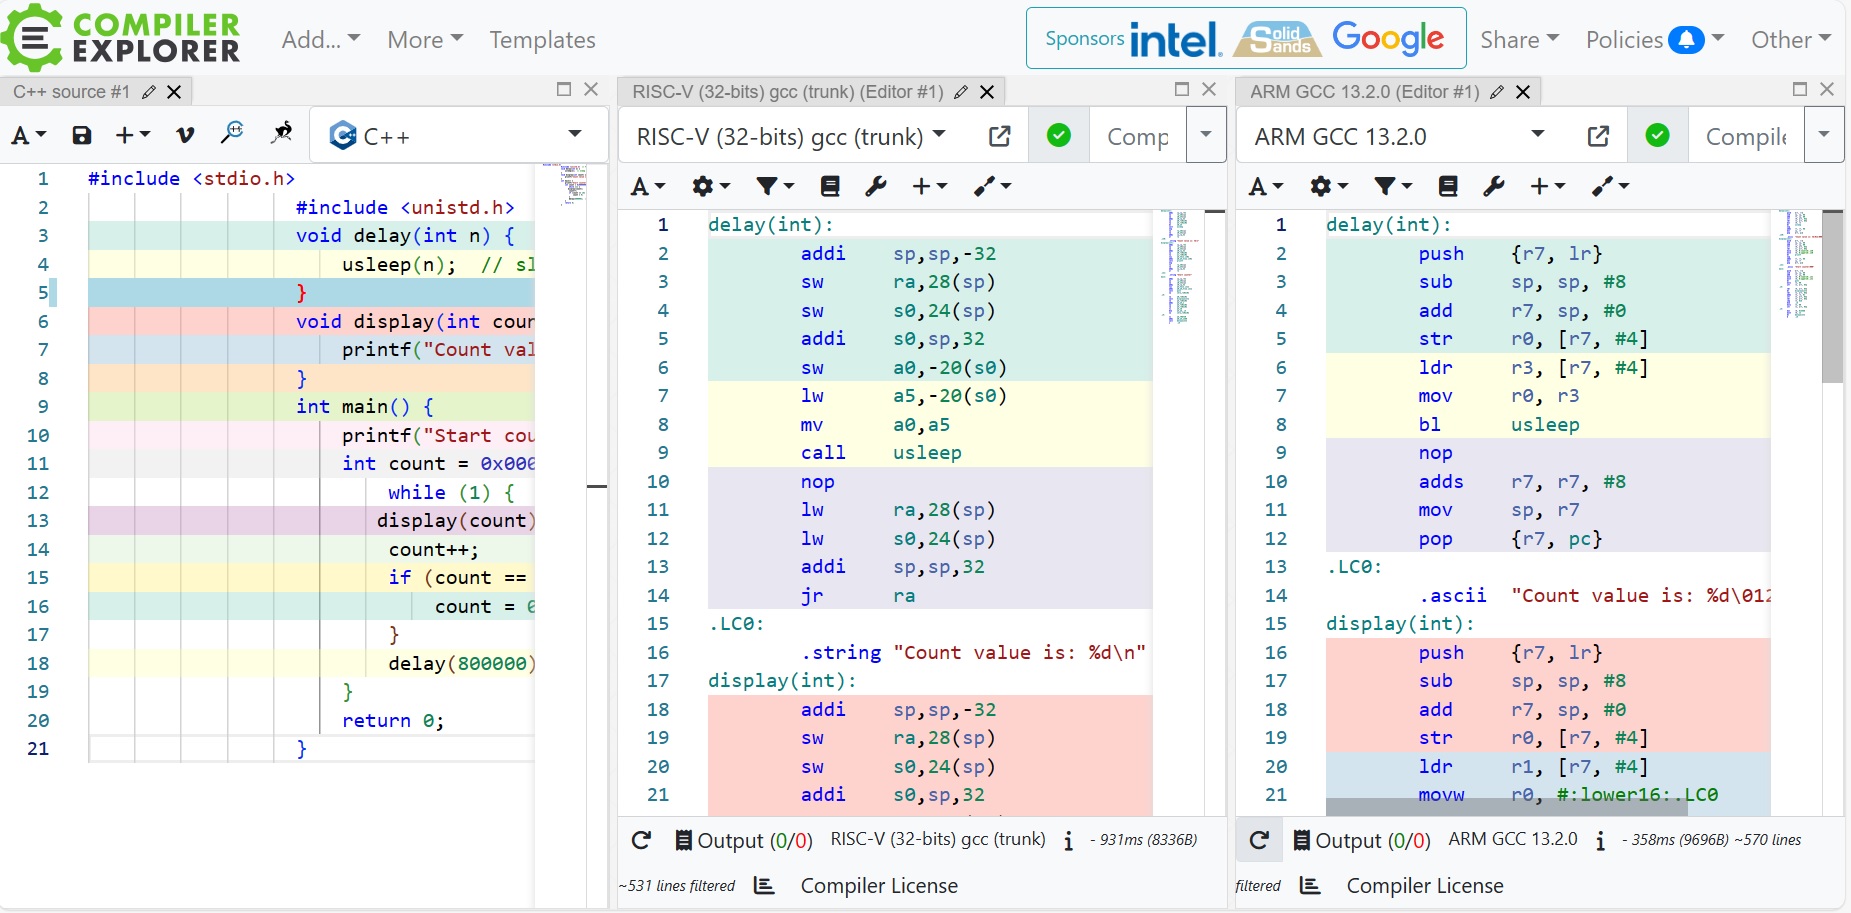 COMPILER EXPLORER
Add... More Templates
Sponsors intel. Solid Sands Google
Share Policies Other
C++ source #1
A + v C++
1 #include <stdio.h>
2 #include <unistd.h>
3 void delay(int n) {
4 usleep(n); // sl
5 }
6 void display(int cour
7 printf("Count val
8 }
9 int main() {
10 printf("Start cou
11 int count = 0x000
12 while (1) {
13 display(count)
14 count++;
15 if (count ==
16 count = 0
17 }
18 delay(800000)
19 }
20 return 0;
21 }
RISC-V (32-bits) gcc (trunk) (Editor #1)
RISC-V (32-bits) gcc (trunk) Comp
A +
1 delay(int):
2 addi sp,sp,-32
3 sw ra,28(sp)
4 sw s0,24(sp)
5 addi s0,sp,32
6 sw a0,-20(s0)
7 lw a5,-20(s0)
8 mv a0,a5
9 call usleep
10 nop
11 lw ra,28(sp)
12 lw s0,24(sp)
13 addi sp,sp,32
14 jr ra
15 .LC0:
16 .string "Count value is: %d\n"
17 display(int):
18 addi sp,sp,-32
19 sw ra,28(sp)
20 sw s0,24(sp)
21 addi s0,sp,32
Output (0/0) RISC-V (32-bits) gcc (trunk) i - 931ms (8336B)
~531 lines filtered Compiler License
ARM GCC 13.2.0 (Editor #1)
ARM GCC 13.2.0 Compile
A +
1 delay(int):
2 push {r7, lr}
3 sub sp, sp, #8
4 add r7, sp, #0
5 str r0, [r7, #4]
6 ldr r3, [r7, #4]
7 mov r0, r3
8 bl usleep
9 nop
10 adds r7, r7, #8
11 mov sp, r7
12 pop {r7, pc}
13 .LC0:
14 .ascii "Count value is: %d\012
15 display(int):
16 push {r7, lr}
17 sub sp, sp, #8
18 add r7, sp, #0
19 str r0, [r7, #4]
20 ldr r1, [r7, #4]
21 movw r0, #:lower16:.LC0
Output (0/0) ARM GCC 13.2.0 i - 358ms (9696B) ~570 lines
filtered Compiler License